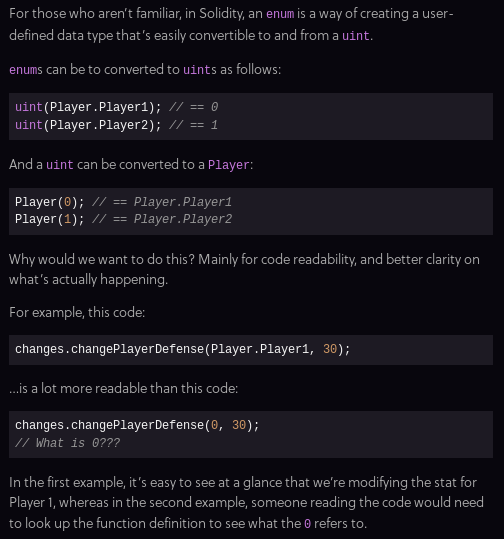 For those who aren't familiar, in Solidity, an enum is a way of creating a user-
defined data type that's easily convertible to and from a uint.
enums can be to converted to uints as follows:
uint(Player.Player1); // == 0
uint(Player.Player2); // == 1
And a uint can be converted to a Player:
Player(0); // == Player.Player1
Player(1); // == Player.Player2
Why would we want to do this? Mainly for code readability, and better clarity on
what's actually happening.
For example, this code:
changes.changePlayerDefense(Player.Player1, 30);
...is a lot more readable than this code:
changes.changePlayerDefense(0, 30);
// What is 0???
In the first example, it's easy to see at a glance that we're modifying the stat for
Player 1, whereas in the second example, someone reading the code would need
to look up the function definition to see what the 0 refers to.